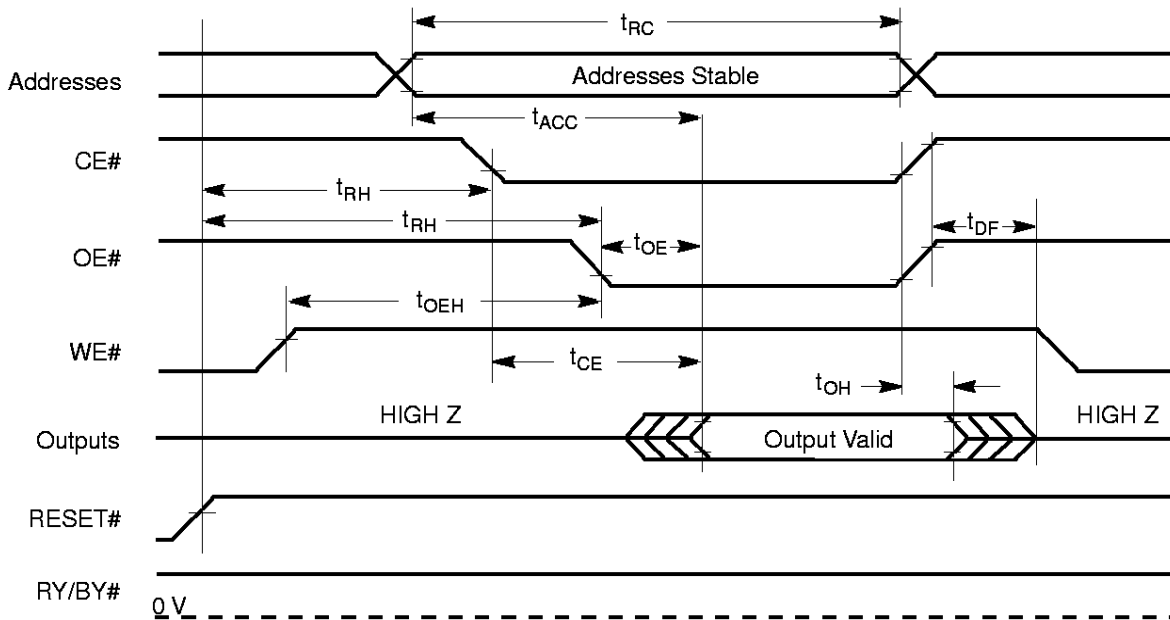 tRC
Addresses
Addresses Stable
tACC
CE#
tRH
tRH
tDF
OE#
tOE
tOEH
WE#
tCE
tOH
HIGH Z
HIGH Z
Outputs
Output Valid
RESET#
RY/BY#
0 V